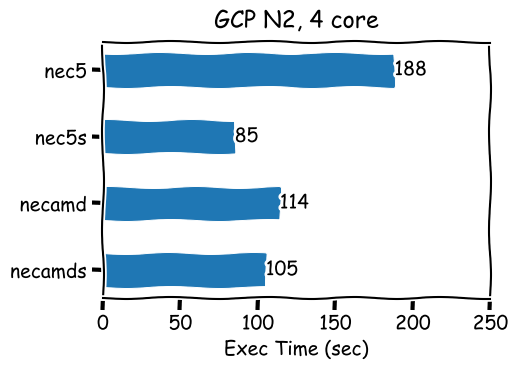 GCP N2, 4 core
nec5
188
nec5s
85
necamd
114
necamds
105
0 50 100 150 200 250
Exec Time (sec)